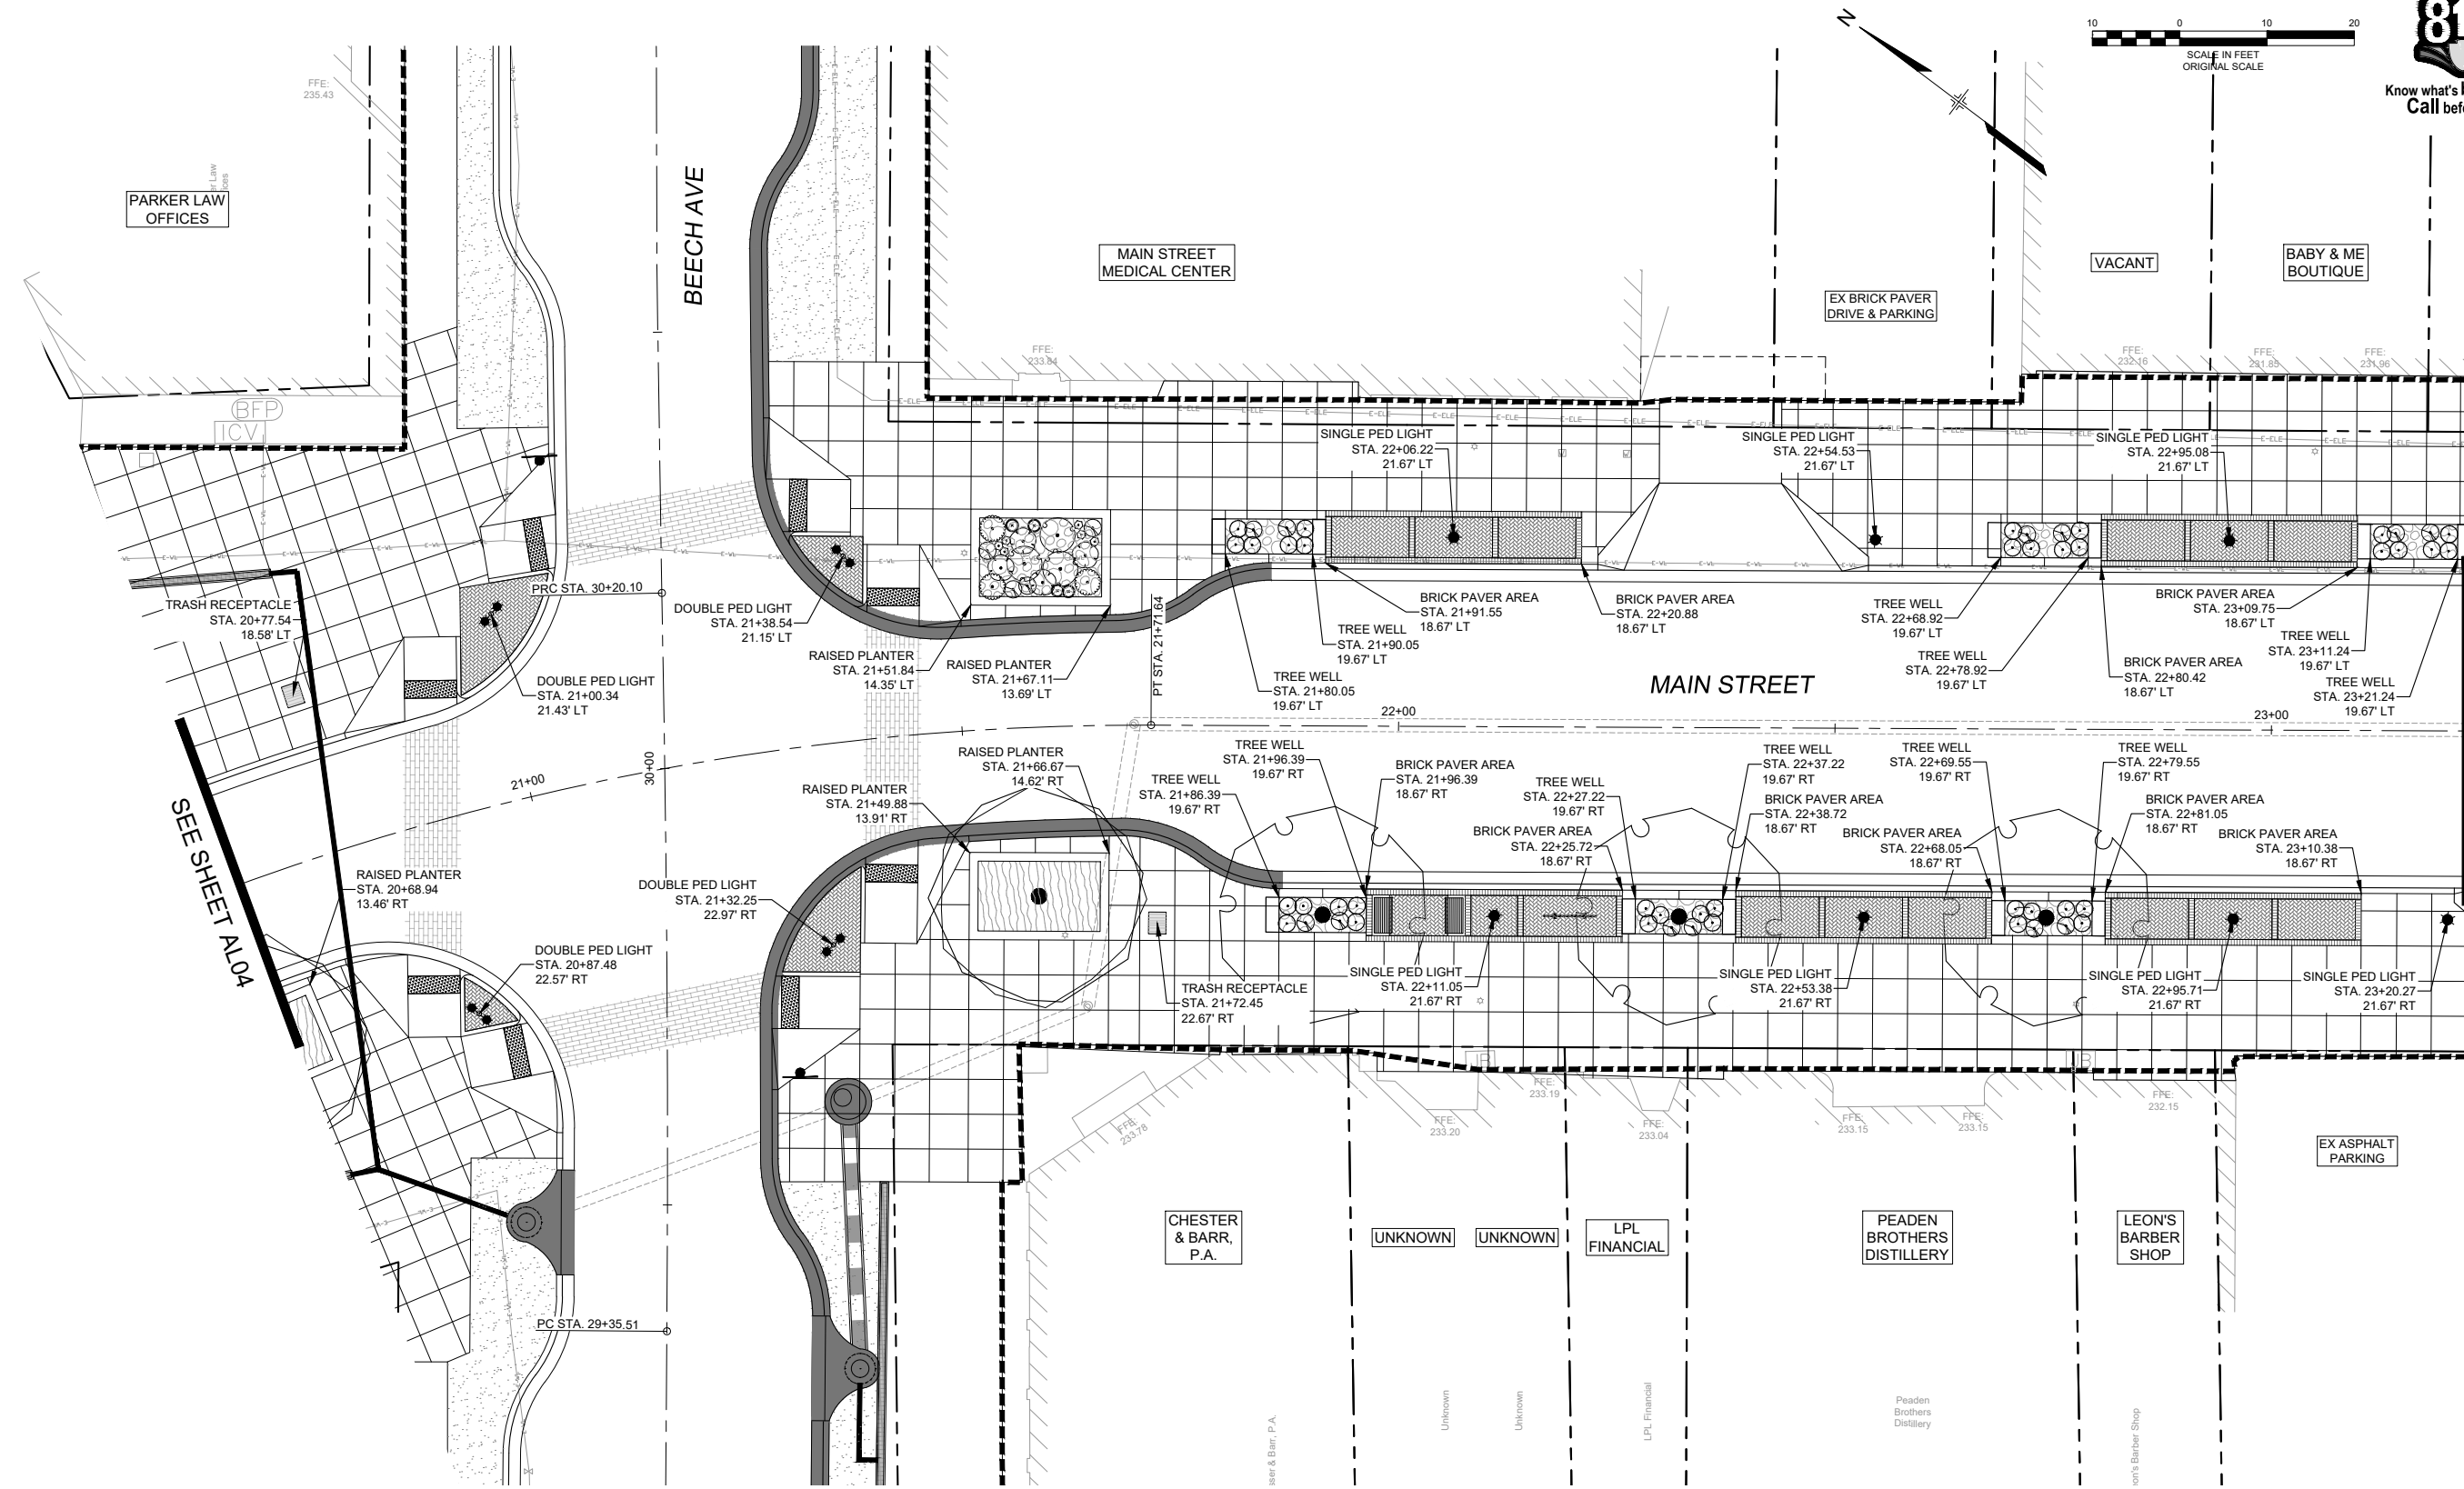 N
10 0 10 20
SCALE IN FEET
ORIGINAL SCALE
81
Know what's
Call
FFE:
235.43
PARKER LAW
OFFICES
BEECH AVE
MAIN STREET
MEDICAL CENTER
EX BRICK PAVER
DRIVE & PARKING
VACANT
BABY & ME
BOUTIQUE
FFE:
233.84
FFE:
232.16
FFE:
231.85
FFE:
231.96
BFP
ICV
SINGLE PED LIGHT
STA. 22+06.22
21.67' LT
SINGLE PED LIGHT
STA. 22+54.53
21.67' LT
SINGLE PED LIGHT
STA. 22+95.08
21.67' LT
PRC STA. 30+20.10
TRASH RECEPTACLE
STA. 20+77.54
18.58' LT
DOUBLE PED LIGHT
STA. 21+00.34
21.43' LT
DOUBLE PED LIGHT
STA. 21+38.54
21.15' LT
RAISED PLANTER
STA. 21+51.84
14.35' LT
RAISED PLANTER
STA. 21+67.11
13.69' LT
PT STA. 21+71.64
TREE WELL
STA. 21+80.05
19.67' LT
TREE WELL
STA. 21+90.05
19.67' LT
BRICK PAVER AREA
STA. 21+91.55
18.67' LT
BRICK PAVER AREA
STA. 22+20.88
18.67' LT
TREE WELL
STA. 22+68.92
19.67' LT
TREE WELL
STA. 22+78.92
19.67' LT
BRICK PAVER AREA
STA. 22+80.42
18.67' LT
BRICK PAVER AREA
STA. 23+09.75
18.67' LT
TREE WELL
STA. 23+11.24
19.67' LT
TREE WELL
STA. 23+21.24
19.67' LT
MAIN STREET
21+00
30+00
22+00
23+00
SEE SHEET AL04
RAISED PLANTER
STA. 20+68.94
13.46' RT
DOUBLE PED LIGHT
STA. 20+87.48
22.57' RT
DOUBLE PED LIGHT
STA. 21+32.25
22.97' RT
RAISED PLANTER
STA. 21+49.88
13.91' RT
RAISED PLANTER
STA. 21+66.67
14.62' RT
TREE WELL
STA. 21+86.39
19.67' RT
TREE WELL
STA. 21+96.39
19.67' RT
BRICK PAVER AREA
STA. 21+96.39
18.67' RT
BRICK PAVER AREA
STA. 22+25.72
18.67' RT
TREE WELL
STA. 22+27.22
19.67' RT
TREE WELL
STA. 22+37.22
19.67' RT
BRICK PAVER AREA
STA. 22+38.72
18.67' RT
BRICK PAVER AREA
STA. 22+68.05
18.67' RT
TREE WELL
STA. 22+69.55
19.67' RT
TREE WELL
STA. 22+79.55
19.67' RT
BRICK PAVER AREA
STA. 22+81.05
18.67' RT
BRICK PAVER AREA
STA. 23+10.38
18.67' RT
TRASH RECEPTACLE
STA. 21+72.45
22.67' RT
SINGLE PED LIGHT
STA. 22+11.05
21.67' RT
SINGLE PED LIGHT
STA. 22+53.38
21.67' RT
SINGLE PED LIGHT
STA. 22+95.71
21.67' RT
SINGLE PED LIGHT
STA. 23+20.27
21.67' RT
FFE:
233.78
FFE:
233.20
FFE:
233.19
FFE:
233.04
FFE:
233.15
FFE:
233.15
FFE:
232.15
EX ASPHALT
PARKING
CHESTER
& BARR,
P.A.
UNKNOWN
UNKNOWN
LPL
FINANCIAL
PEADEN
BROTHERS
DISTILLERY
LEON'S
BARBER
SHOP
PC STA. 29+35.51
Unknown
Unknown
LPL Financial
Peaden
Brothers
Distillery
& Barr, P.A.
Barber Shop